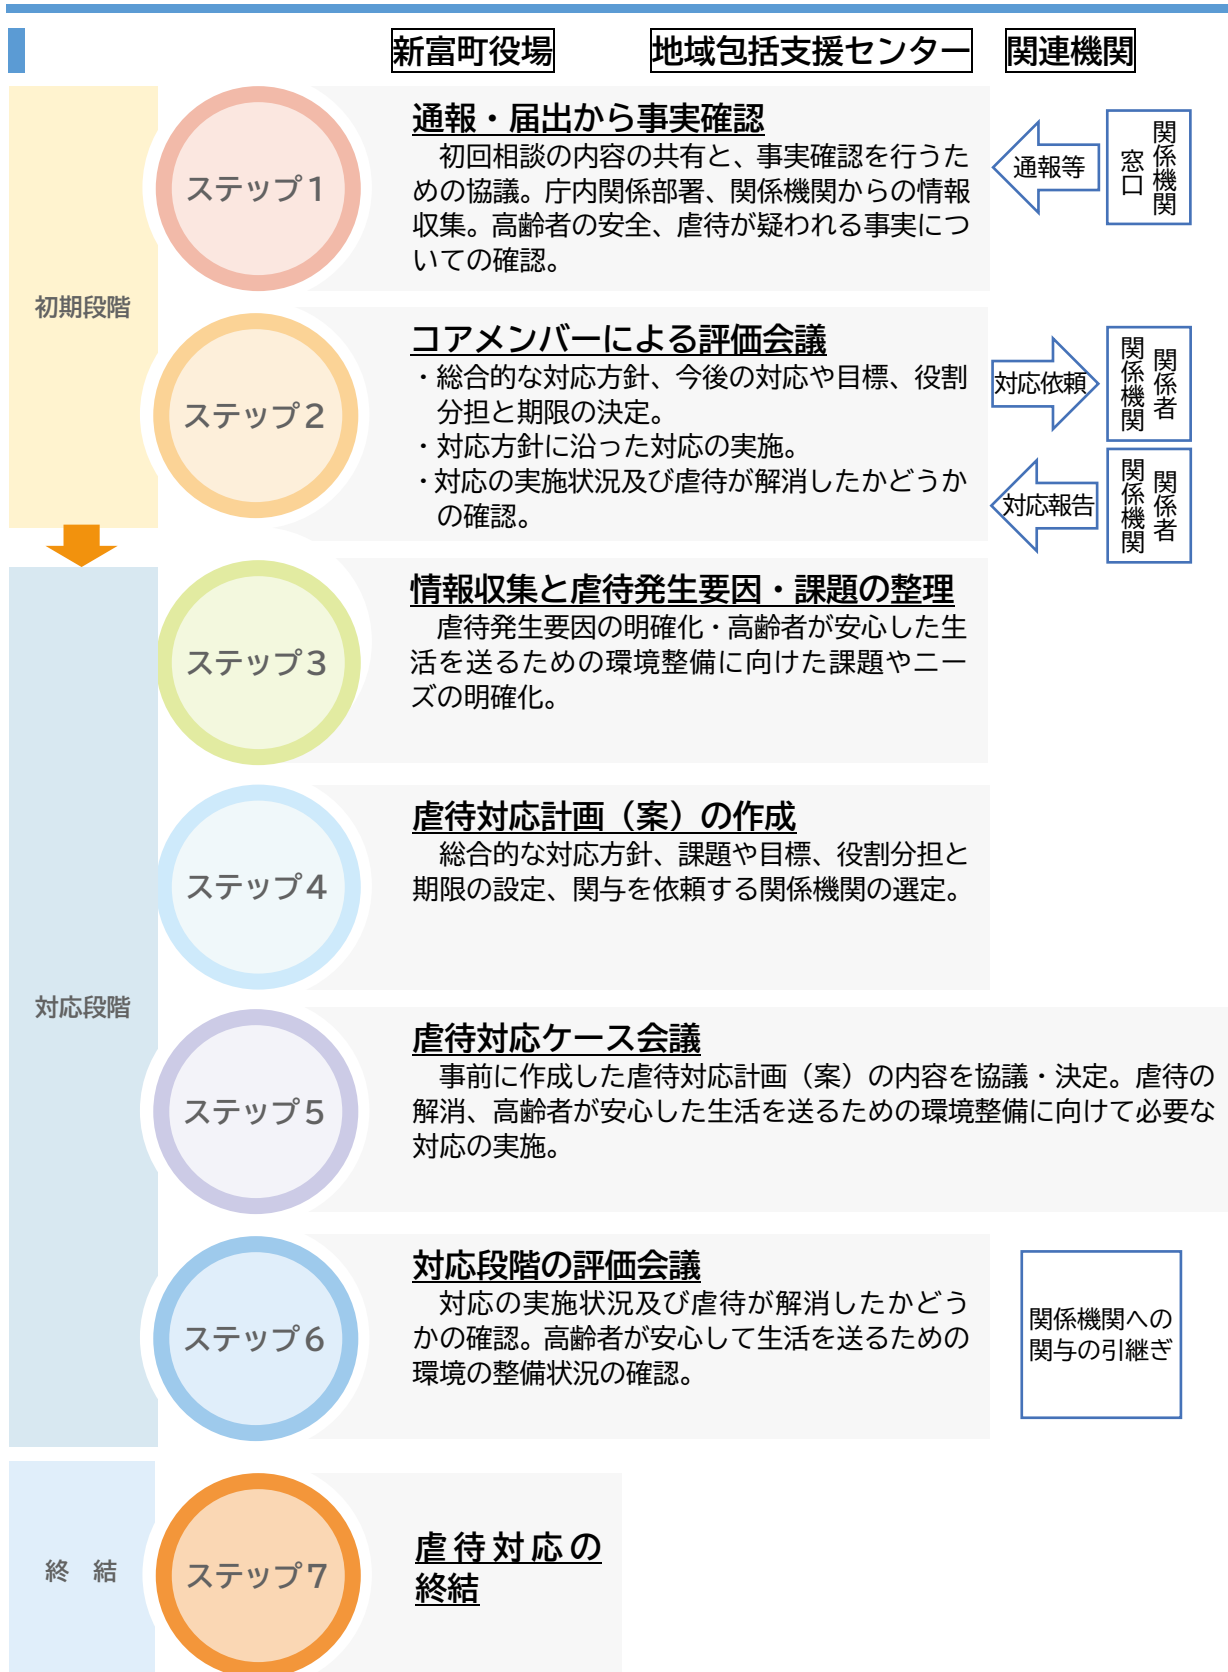 新富町役場 地域包括支援センター 関連機関
初期段階
ステップ1
通報・届出から事実確認
初回相談の内容の共有と、事実確認を行うた
めの協議。庁内関係部署、関係機関からの情報
収集。高齢者の安全、虐待が疑われる事実につ
いての確認。
通報等
関係機関
窓口
ステップ2
コアメンバーによる評価会議
・総合的な対応方針、今後の対応や目標、役割
分担と期限の決定。
・対応方針に沿った対応の実施。
・対応の実施状況及び虐待が解消したかどうか
の確認。
対応依頼
関係者
関係機関
対応報告
関係者
関係機関
対応段階
ステップ3
情報収集と虐待発生要因・課題の整理
虐待発生要因の明確化・高齢者が安心した生
活を送るための環境整備に向けた課題やニー
ズの明確化。
ステップ4
虐待対応計画（案）の作成
総合的な対応方針、課題や目標、役割分担と
期限の設定、関与を依頼する関係機関の選定。
ステップ5
虐待対応ケース会議
事前に作成した虐待対応計画（案）の内容を協議・決定。虐待の
解消、高齢者が安心した生活を送るための環境整備に向けて必要な
対応の実施。
ステップ6
対応段階の評価会議
対応の実施状況及び虐待が解消したかどう
かの確認。高齢者が安心して生活を送るための
環境の整備状況の確認。
関係機関への
関与の引継ぎ
終　結
ステップ7
虐待対応の
終結